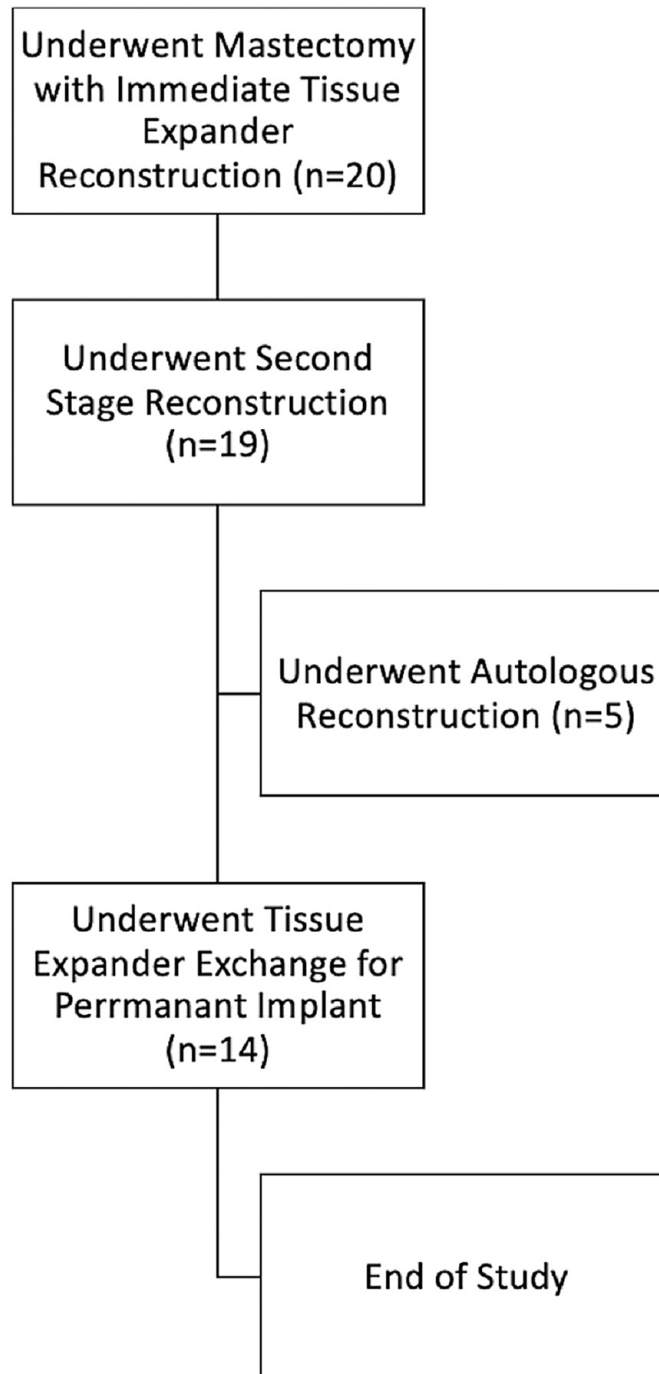 Underwent Mastectomy
with Immediate Tissue
Expander
Reconstruction (n=20)
Underwent Second
Stage Reconstruction
(n=19)
Underwent Autologous
Reconstruction (n=5)
Underwent Tissue
Expander Exchange for
Perrmanant Implant
(n=14)
End of Study